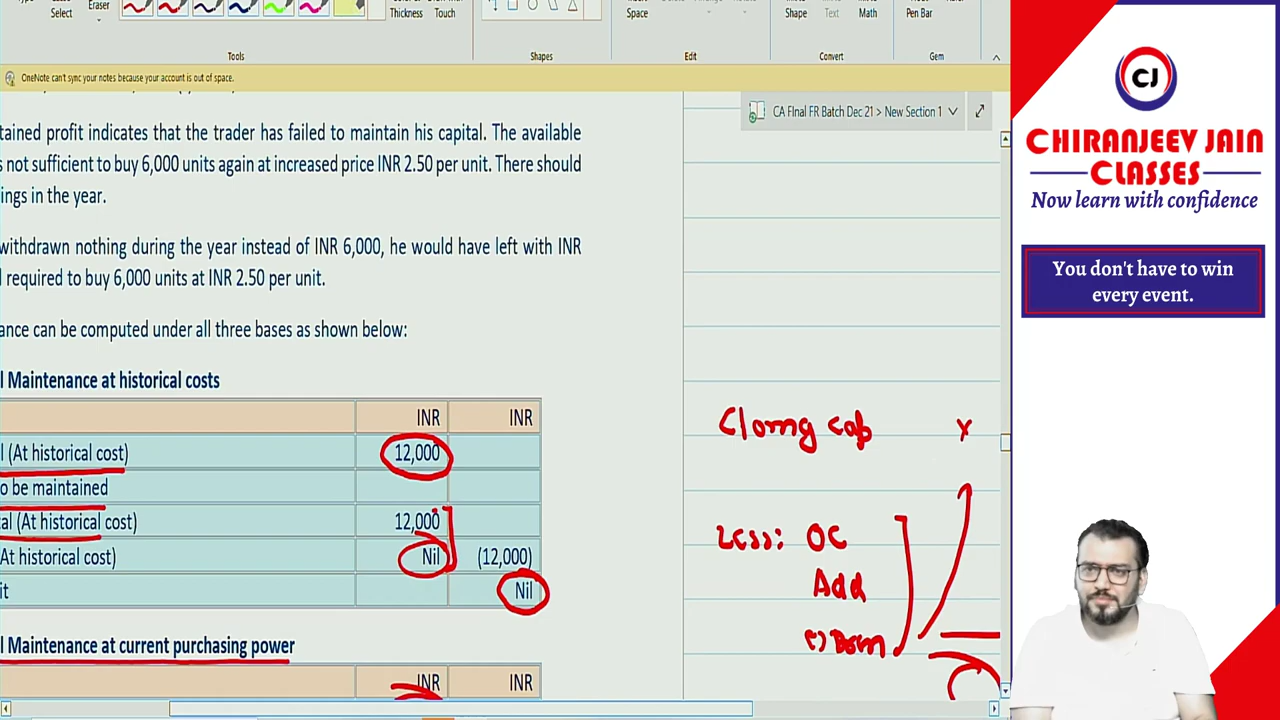 Eraser
Select
Thickness
Touch
Space
Shape
Text
Math
Pen Bar
Tools
Shapes
Edit
Convert
Gem
OneNote can't sync your notes because your account is out of space.
CA FInal FR Batch Dec 21 > New Section 1
tained profit indicates that the trader has failed to maintain his capital. The available
s not sufficient to buy 6,000 units again at increased price INR 2.50 per unit. There should
ings in the year.
withdrawn nothing during the year instead of INR 6,000, he would have left with INR
l required to buy 6,000 units at INR 2.50 per unit.
ance can be computed under all three bases as shown below:
l Maintenance at historical costs
INR INR
l (At historical cost) 12,000
o be maintained
tal (At historical cost) 12,000
At historical cost) Nil (12,000)
it Nil
l Maintenance at current purchasing power
INR INR
Closing cap x
Less: OC
Add
CJ
CHIRANJEEV JAIN
CLASSES
Now learn with confidence
You don't have to win
every event.